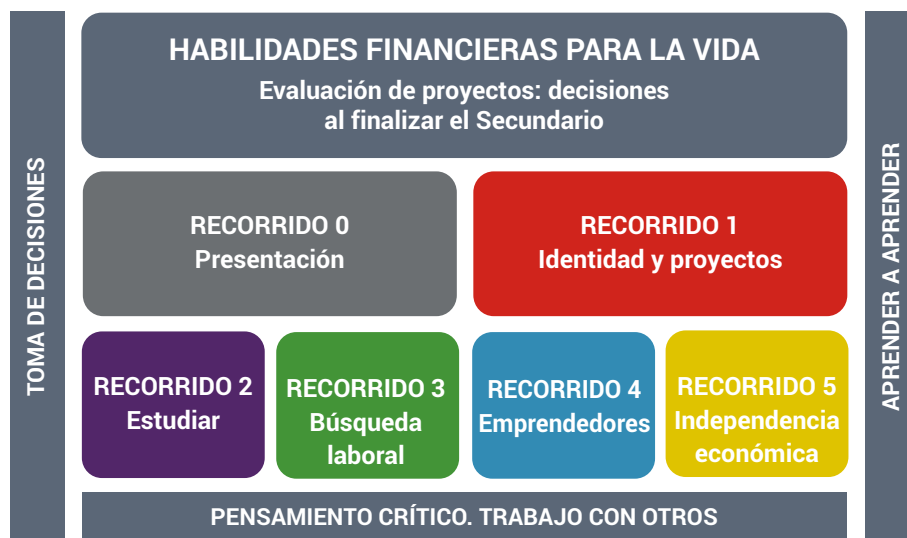 HABILIDADES FINANCIERAS PARA LA VIDA
Evaluación de proyectos: decisiones
al finalizar el Secundario
TOMA DE DECISIONES
APRENDER A APRENDER
RECORRIDO 0
Presentación
RECORRIDO 1
Identidad y proyectos
RECORRIDO 2
Estudiar
RECORRIDO 3
Búsqueda
laboral
RECORRIDO 4
Emprendedores
RECORRIDO 5
Independencia
económica
PENSAMIENTO CRÍTICO. TRABAJO CON OTROS